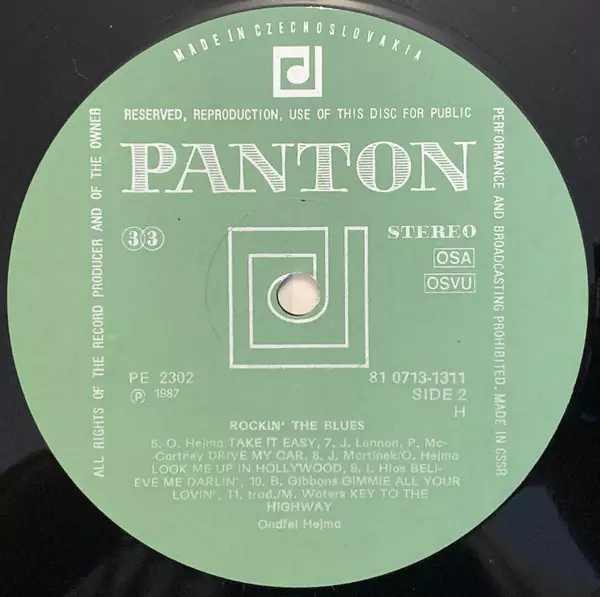 MADE IN CZECHOSLOVAKIA
RESERVED, REPRODUCTION, USE OF THIS DISC FOR PUBLIC
PERFORMANCE AND BROADCASTING PROHIBITED. MADE IN CSSR
ALL RIGHTS OF THE RECORD PRODUCER AND OF THE OWNER
PANTON
33
STEREO
OSA
OSVU
PE 2302
81 0713-1311
℗ 1987
SIDE 2
H
ROCKIN' THE BLUES
6. O. Hejma TAKE IT EASY, 7. J. Lennon, P. Mc-
Cartney DRIVE MY CAR, 8. J. Martinek/O. Hejma
LOOK ME UP IN HOLLYWOOD, 9. I. Hlas BELI-
EVE ME DARLIN', 10. B. Gibbons GIMMIE ALL YOUR
LOVIN', 11. trad./M. Waters KEY TO THE
HIGHWAY
Ondřej Hejma